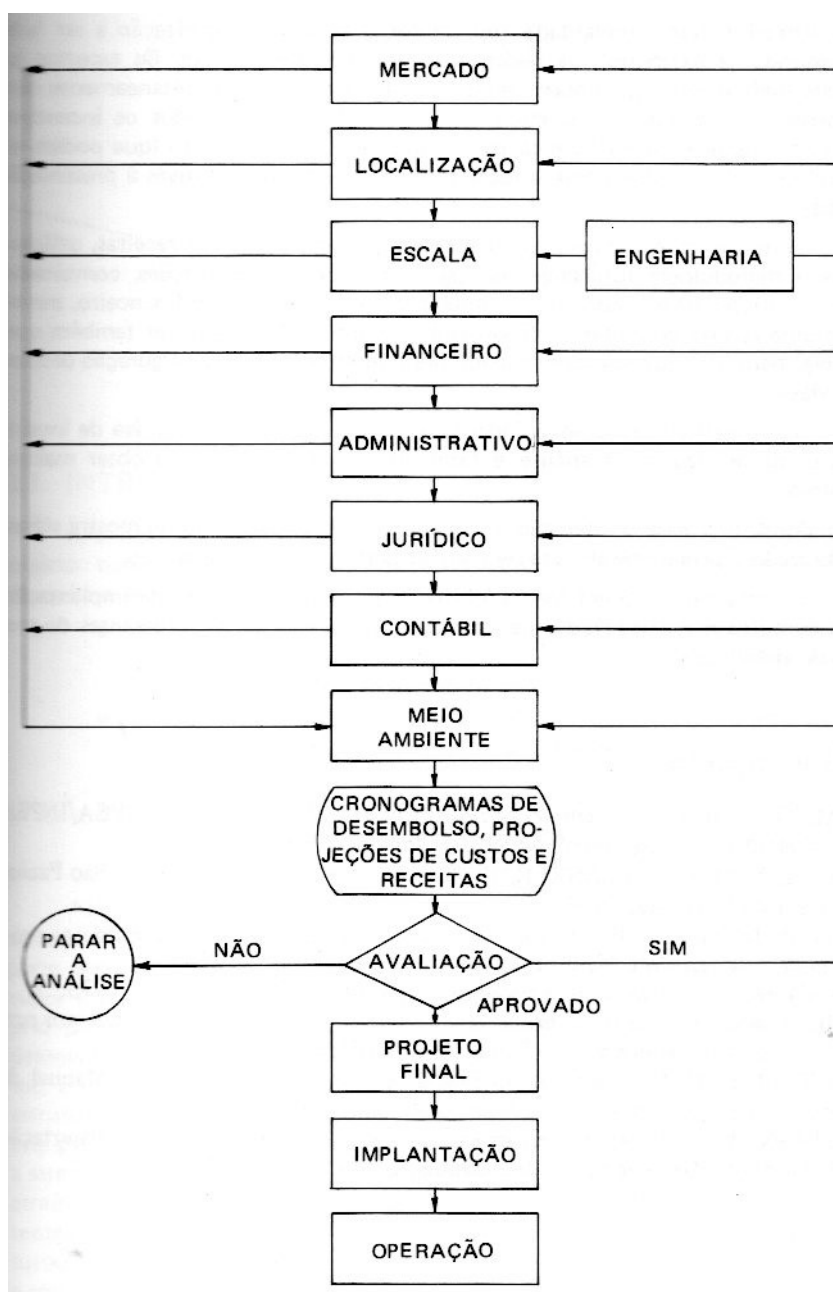 MERCADO
LOCALIZAÇÃO
ESCALA
ENGENHARIA
FINANCEIRO
ADMINISTRATIVO
JURÍDICO
CONTÁBIL
MEIO
AMBIENTE
CRONOGRAMAS DE
DESEMBOLSO, PRO-
JEÇÕES DE CUSTOS E
RECEITAS
PARAR
A
ANÁLISE
NÃO
AVALIAÇÃO
SIM
APROVADO
PROJETO
FINAL
IMPLANTAÇÃO
OPERAÇÃO